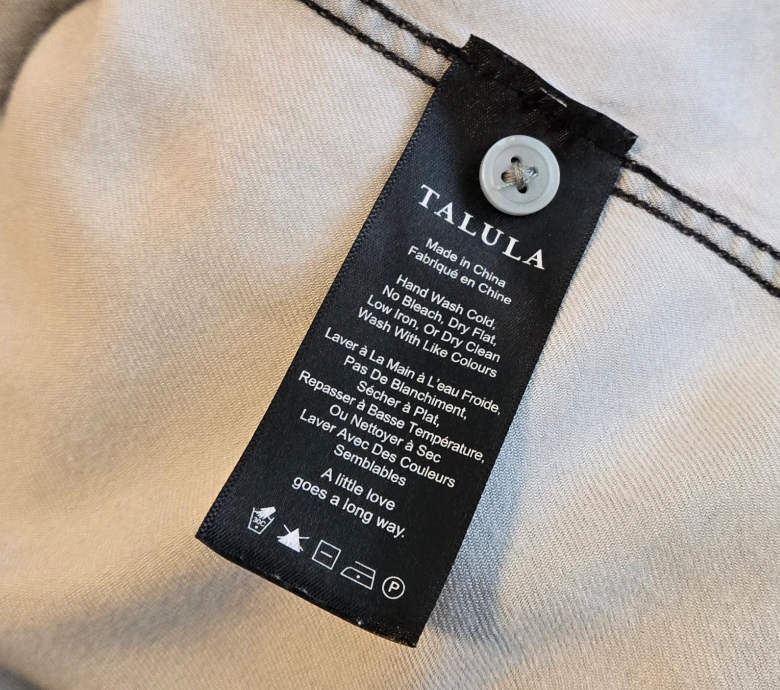 TALULA
Made in China
Fabriqué en Chine
Hand Wash Cold,
No Bleach, Dry Flat,
Low Iron, Or Dry Clean
Wash With Like Colours
Laver à La Main à L'eau Froide,
Pas De Blanchiment,
Sécher à Plat,
Repasser à Basse Température,
Ou Nettoyer à Sec
Laver Avec Des Couleurs
Semblables
A little love
goes a long way.
30C
P